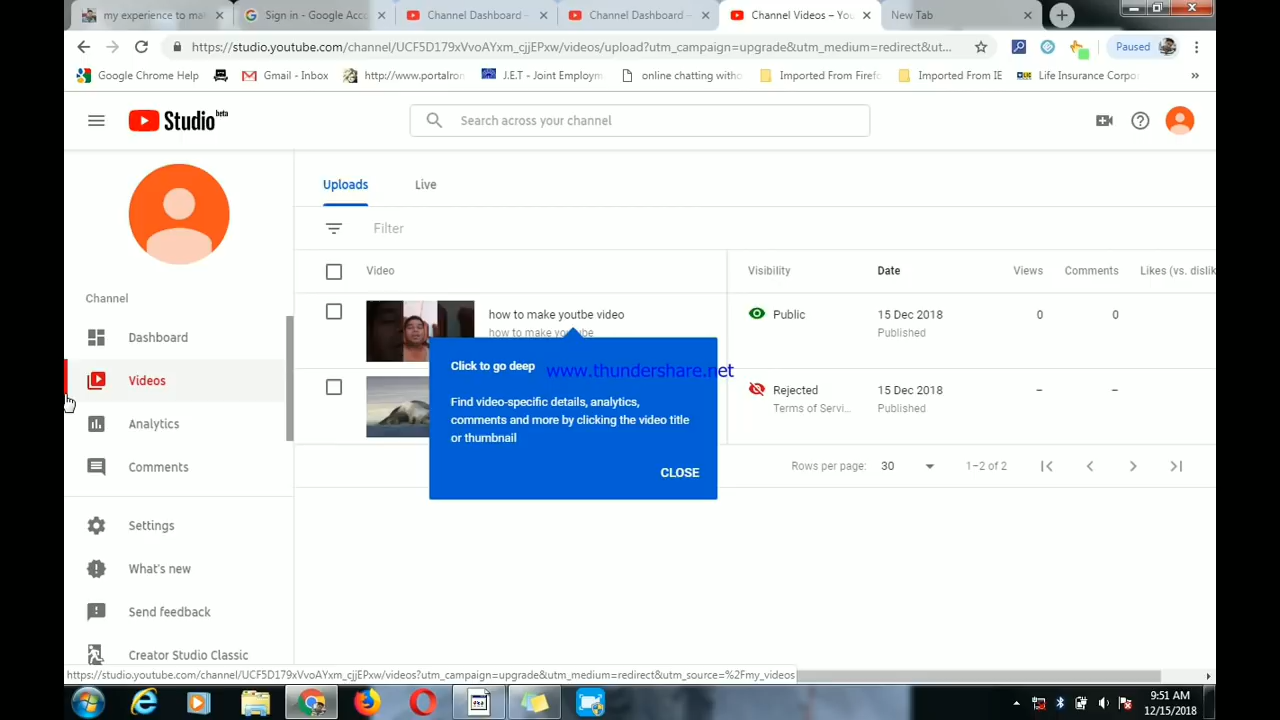 my experience to mal
Sign in - Google Acco
Channel Dashboard -
Channel Dashboard -
Channel Videos - You
New Tab
https://studio.youtube.com/channel/UCF5D179xVvoAYxm_cjjEPxw/videos/upload?utm_campaign=upgrade&utm_medium=redirect&ut...
Paused
Google Chrome Help
Gmail - Inbox
http://www.portalron
J.E.T - Joint Employm
online chatting witho
Imported From Firef
Imported From IE
Life Insurance Corpo
Studio beta
Search across your channel
Uploads
Live
Filter
Video
Visibility
Date
Views
Comments
Likes (vs. dislik
Channel
Dashboard
Videos
Analytics
Comments
Settings
What's new
Send feedback
Creator Studio Classic
how to make youtbe video
how to make youtbe
Public
15 Dec 2018
Published
0
0
Click to go deep
www.thundershare.net
Find video-specific details, analytics,
comments and more by clicking the video title
or thumbnail
CLOSE
Rejected
Terms of Servi...
15 Dec 2018
Published
–
–
Rows per page:
30
1–2 of 2
https://studio.youtube.com/channel/UCF5D179xVvoAYxm_cjjEPxw/videos?utm_campaign=upgrade&utm_medium=redirect&utm_source=%2Fmy_videos
9:51 AM
12/15/2018